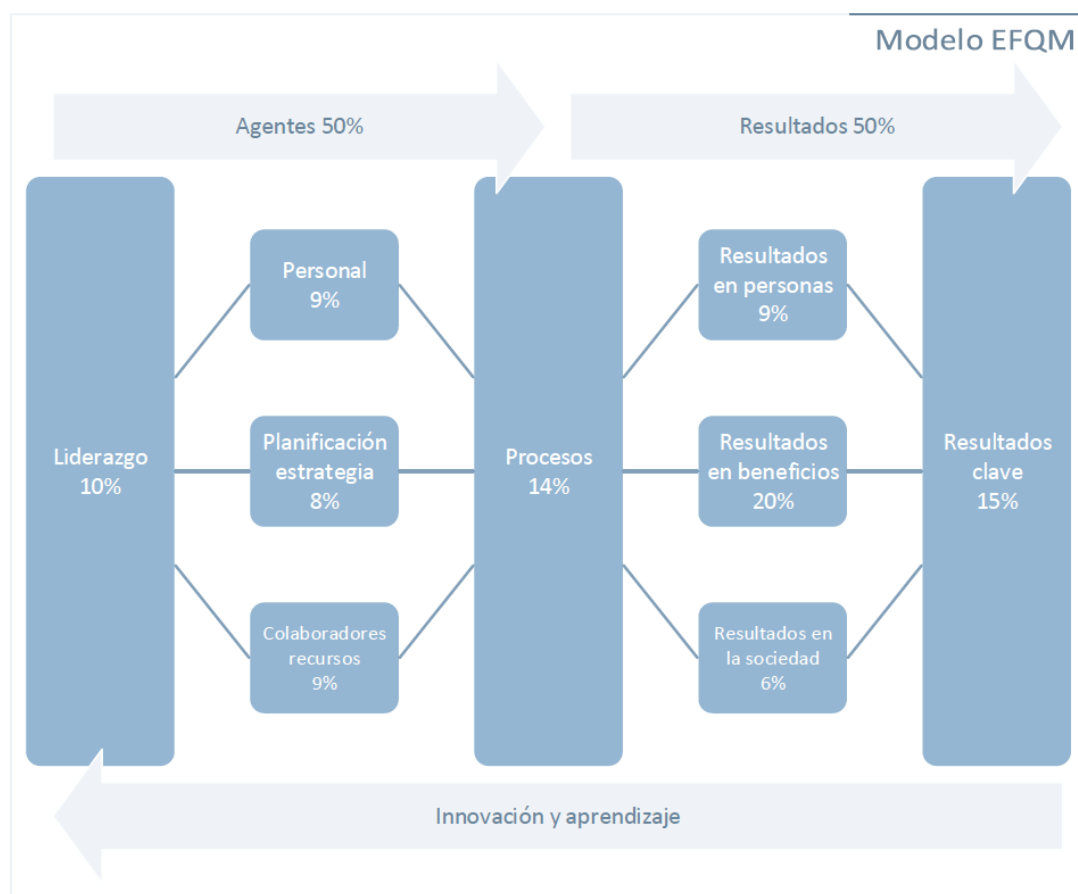 Modelo EFQM
Agentes 50%
Resultados 50%
Liderazgo
10%
Personal
9%
Planificación
estrategia
8%
Colaboradores
recursos
9%
Procesos
14%
Resultados
en personas
9%
Resultados
en beneficios
20%
Resultados en
la sociedad
6%
Resultados
clave
15%
Innovación y aprendizaje